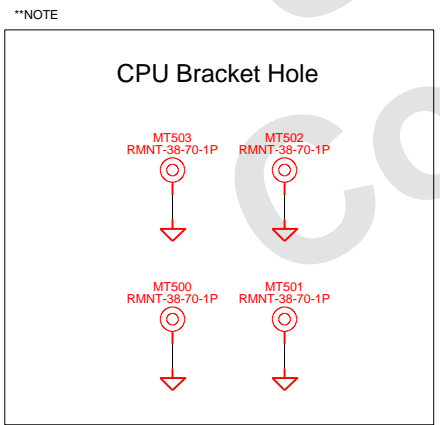 **NOTE
CPU Bracket Hole
MT503
RMNT-38-70-1P
MT502
RMNT-38-70-1P
MT500
RMNT-38-70-1P
MT501
RMNT-38-70-1P